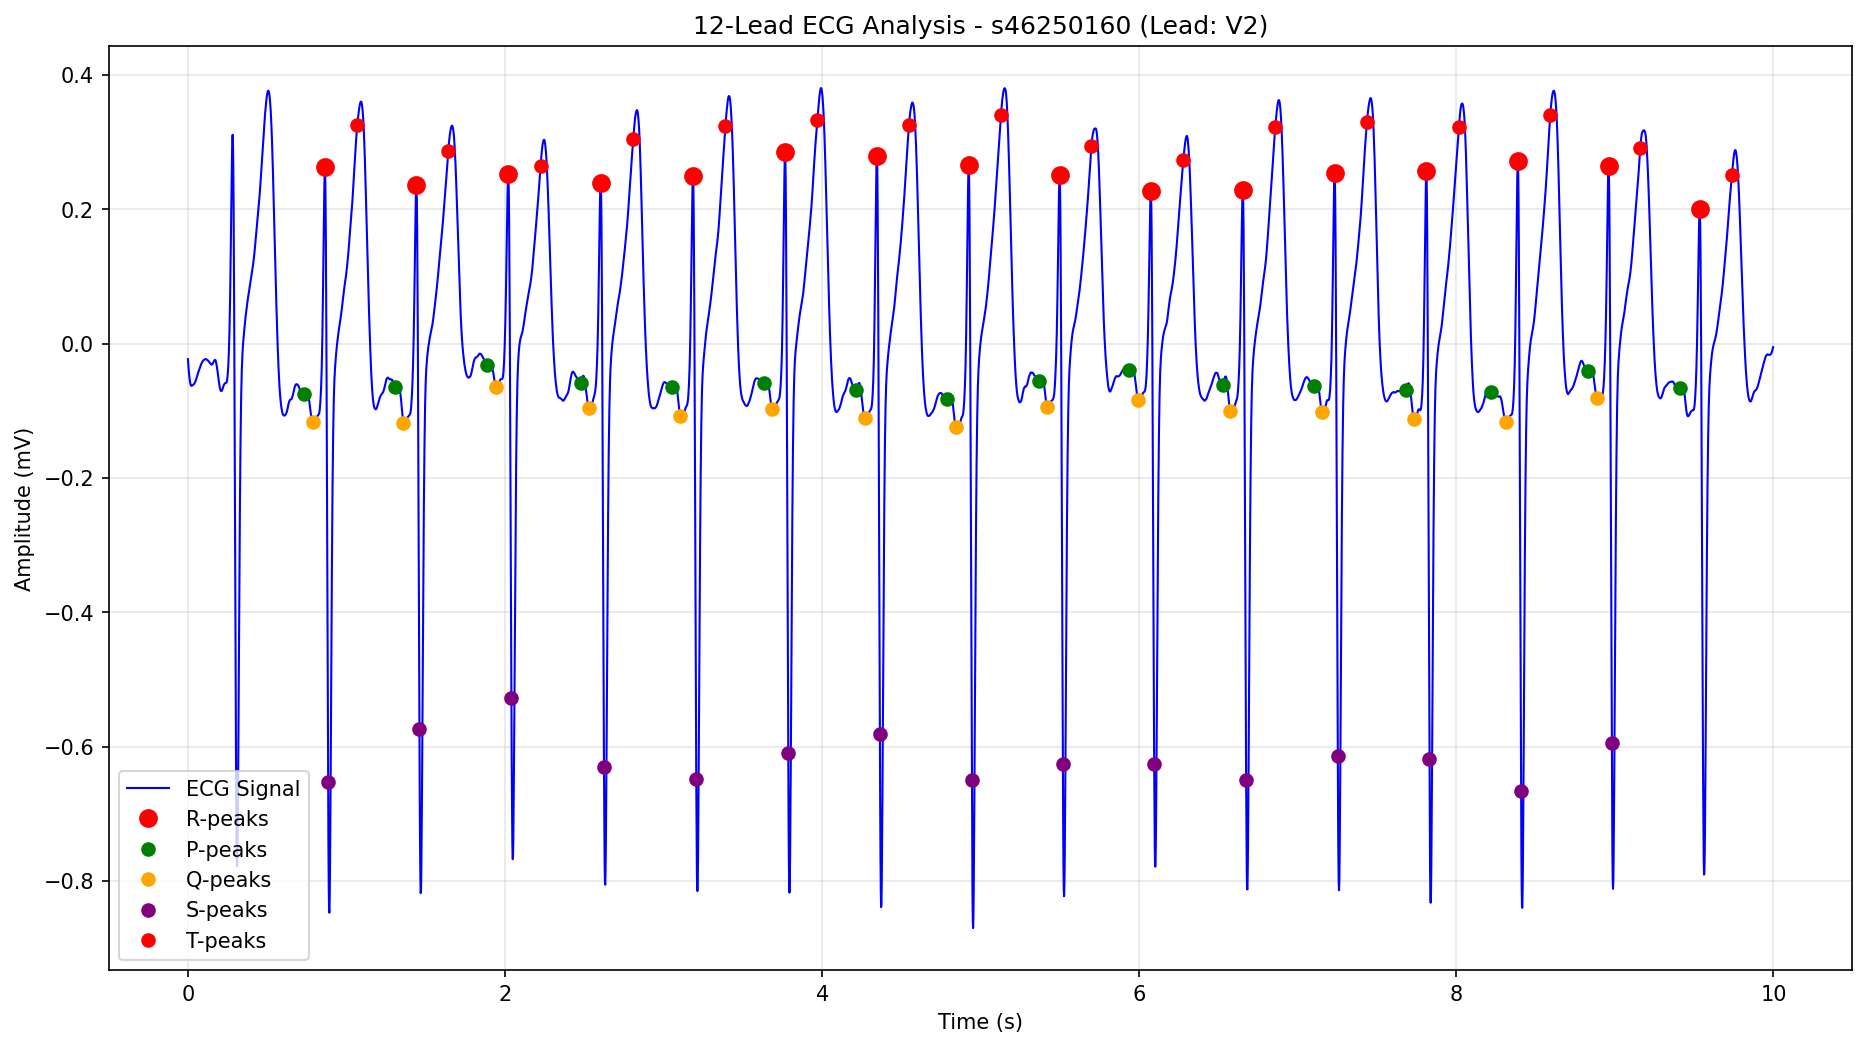 12-Lead ECG Analysis - s46250160 (Lead: V2)
Amplitude (mV)
0.4
0.2
0.0
−0.2
−0.4
−0.6
−0.8
ECG Signal
R-peaks
P-peaks
Q-peaks
S-peaks
T-peaks
0 2 4 6 8 10
Time (s)